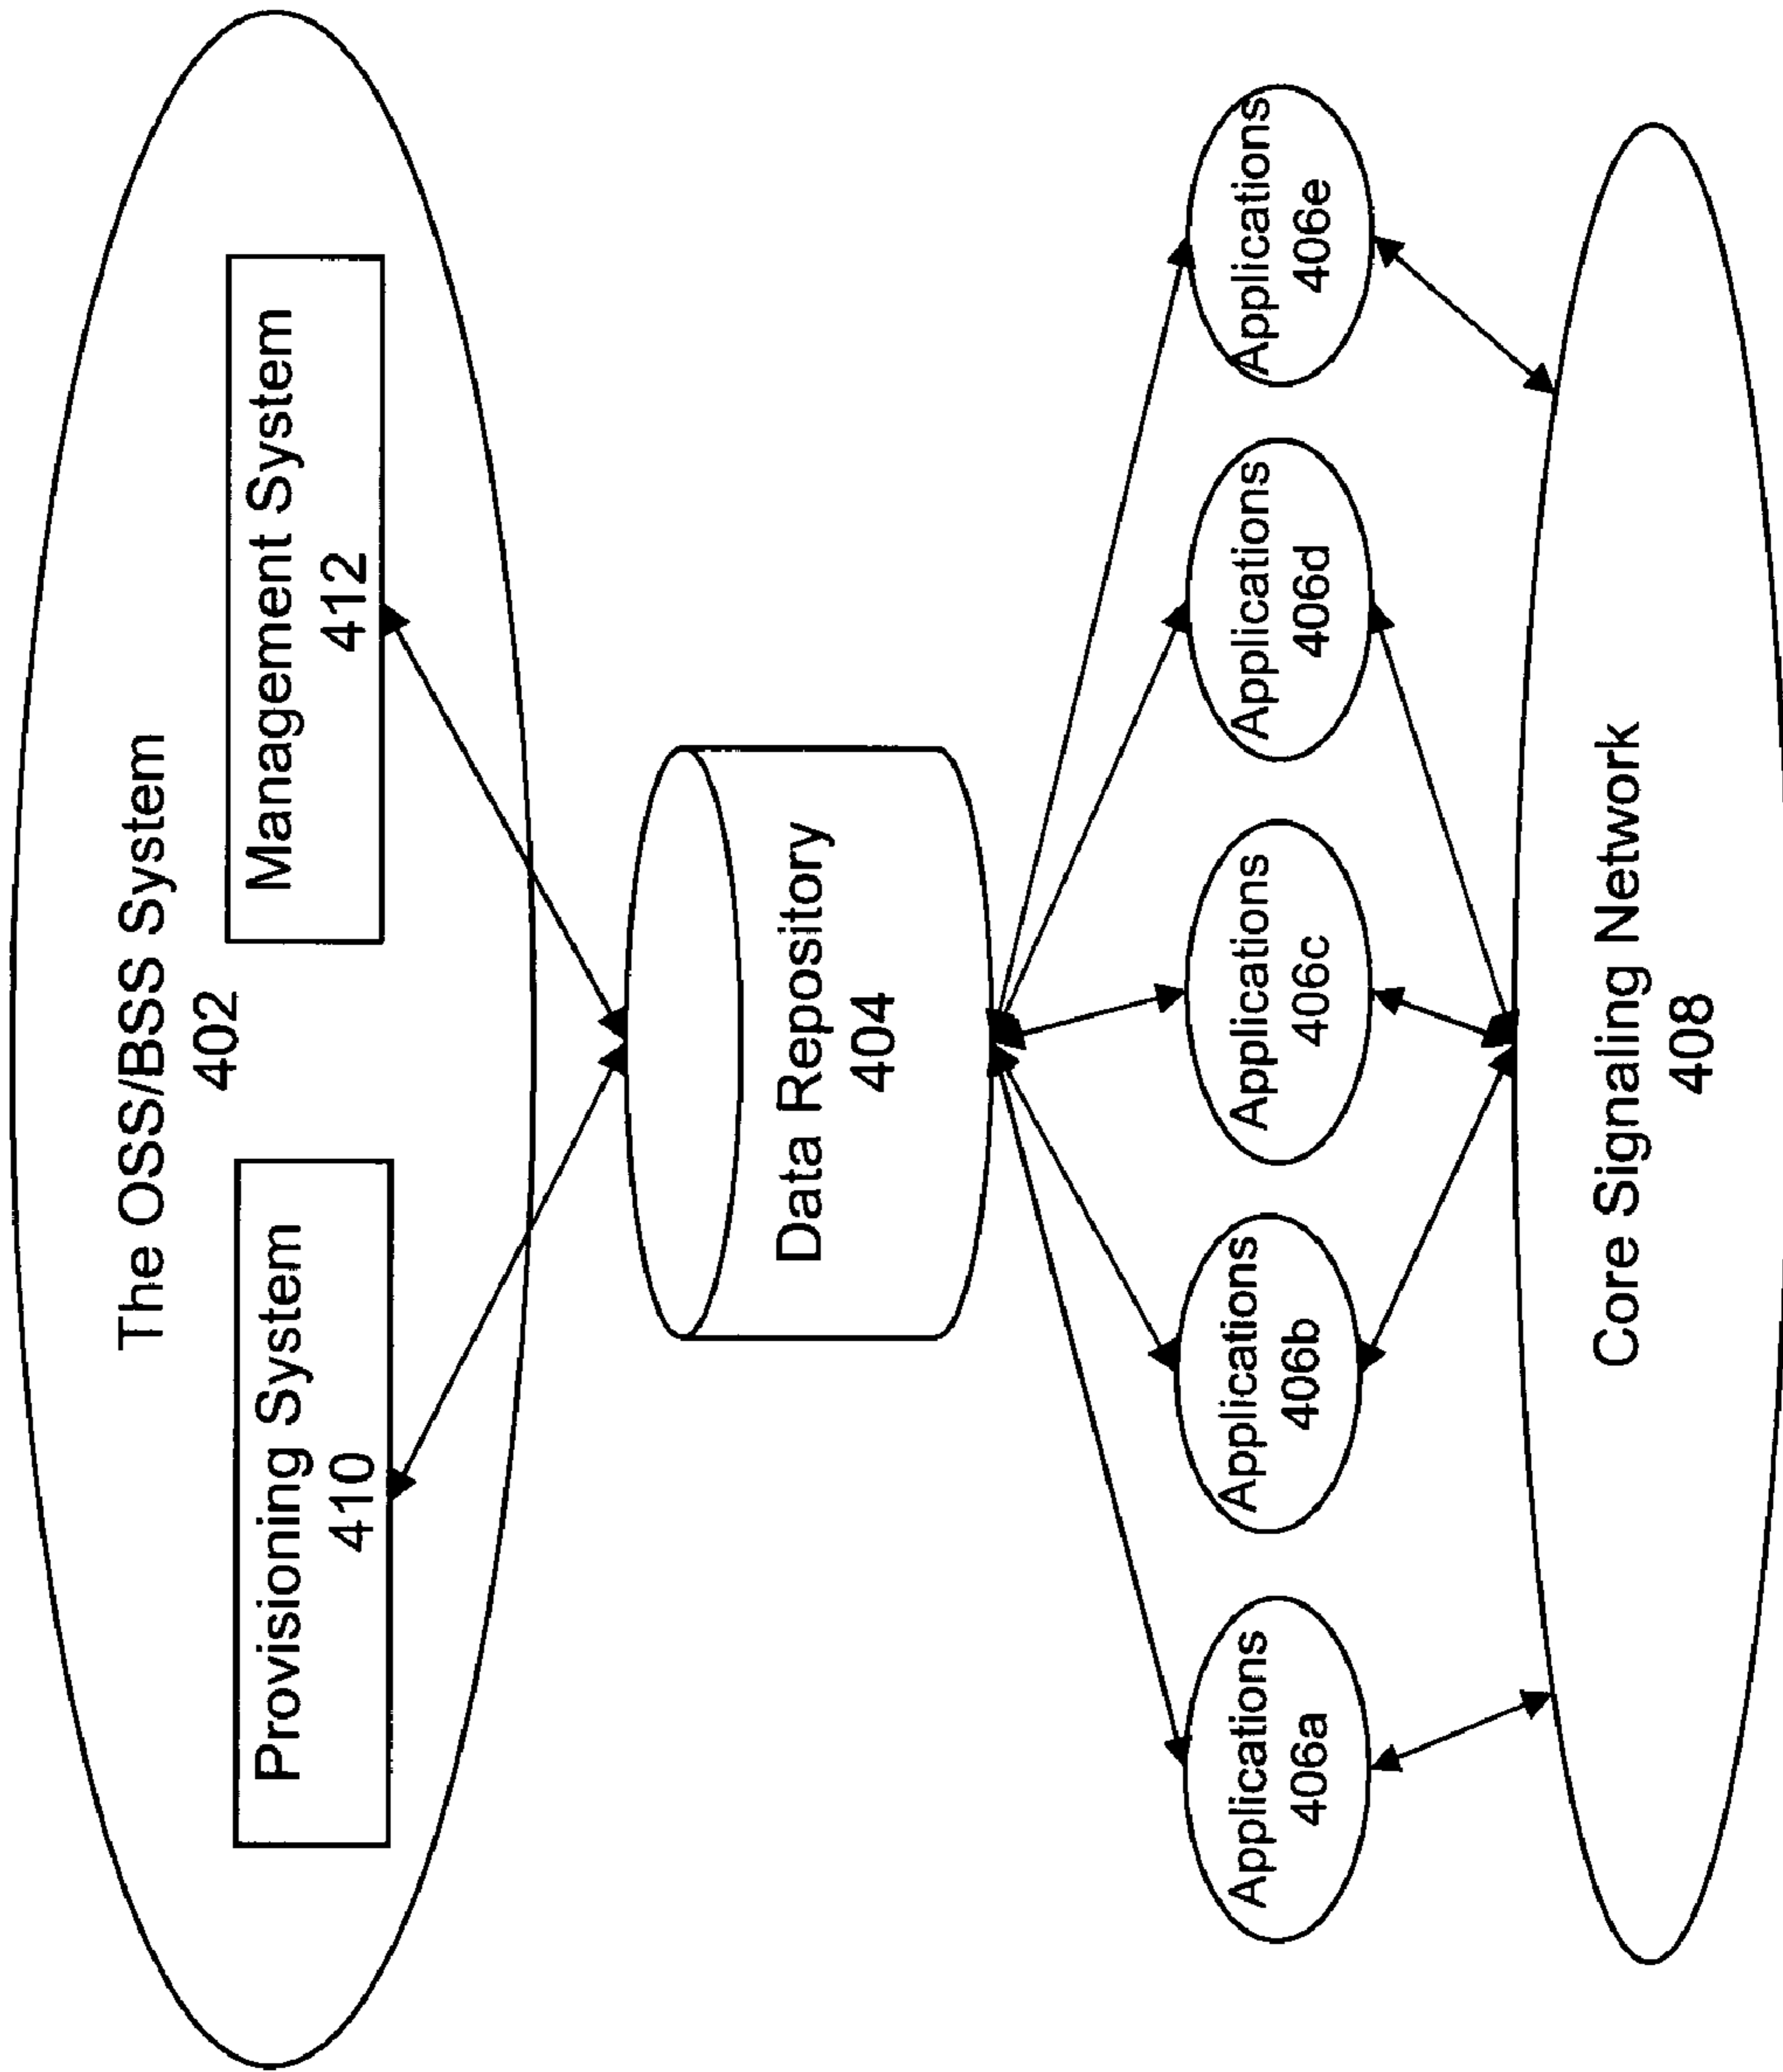 The OSS/BSS System
402
Provisioning System
410
Management System
412
Data Repository
404
Applications
406a
Applications
406b
Applications
406c
Applications
406d
Applications
406e
Core Signaling Network
408